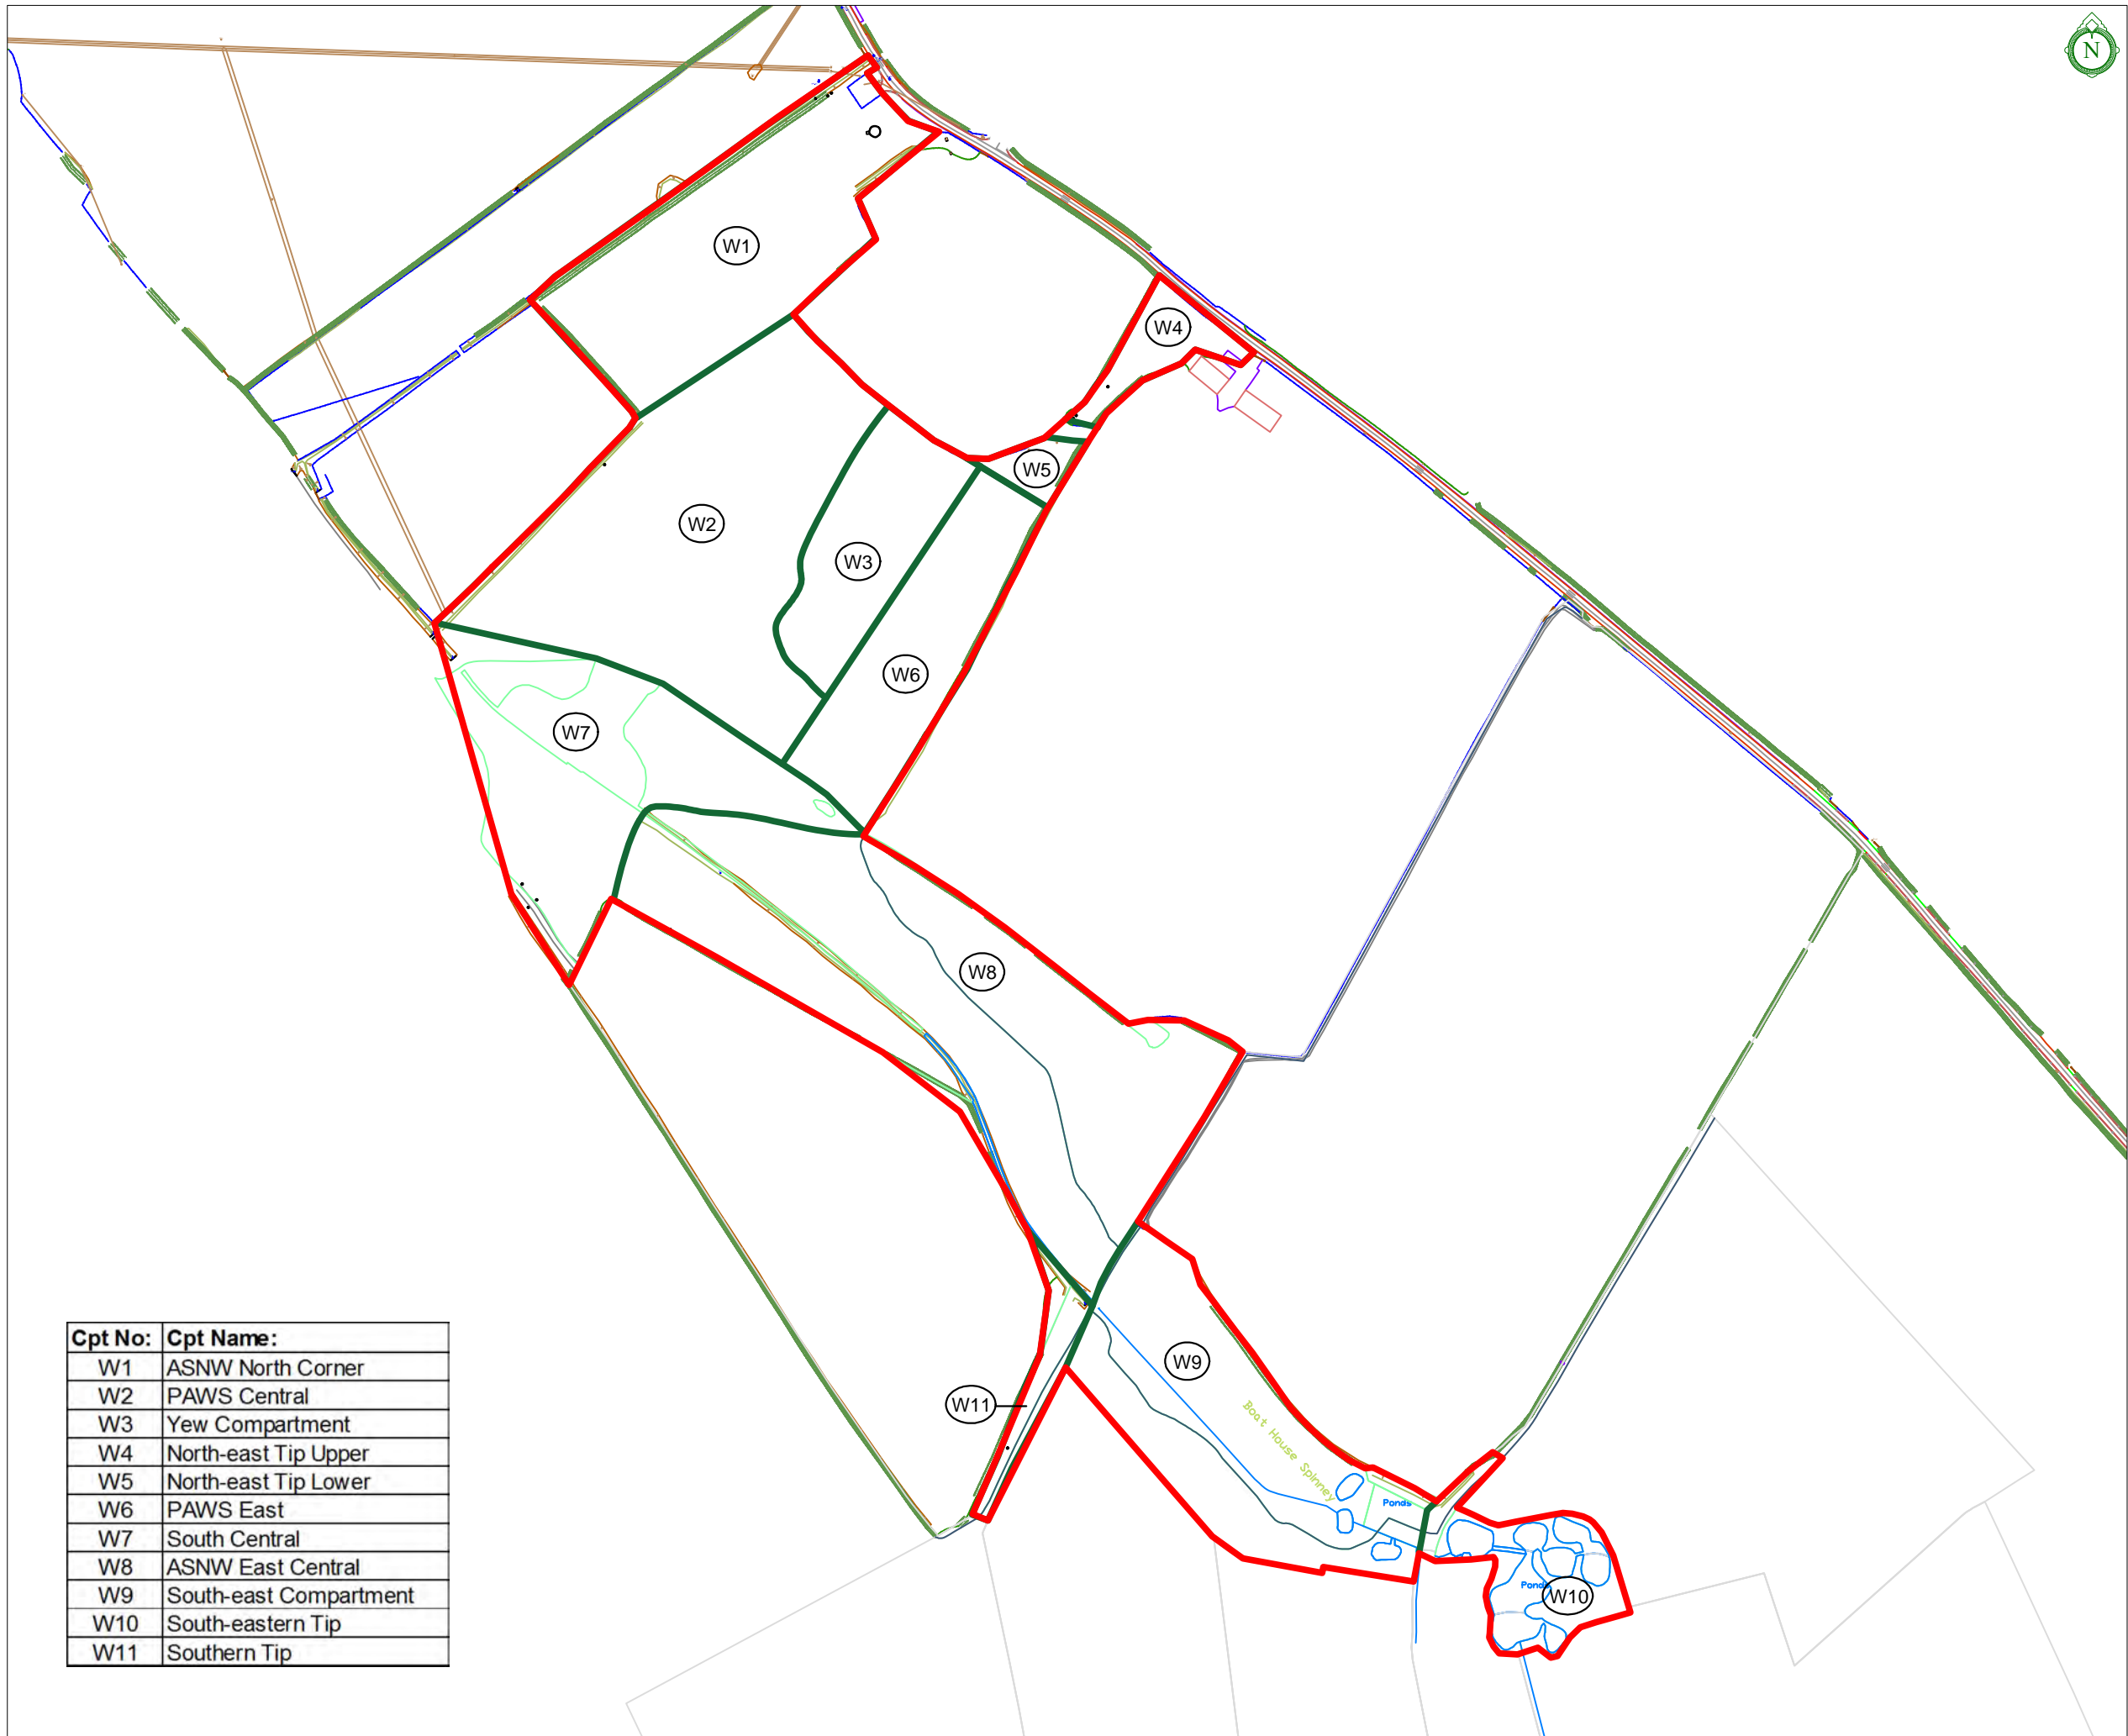 N
W1
W4
W5
W2
W3
W6
W7
W8
W9
W11
Boat House Spinney
Ponds
Ponds
W10
Cpt No: Cpt Name:
W1 ASNW North Corner
W2 PAWS Central
W3 Yew Compartment
W4 North-east Tip Upper
W5 North-east Tip Lower
W6 PAWS East
W7 South Central
W8 ASNW East Central
W9 South-east Compartment
W10 South-eastern Tip
W11 Southern Tip